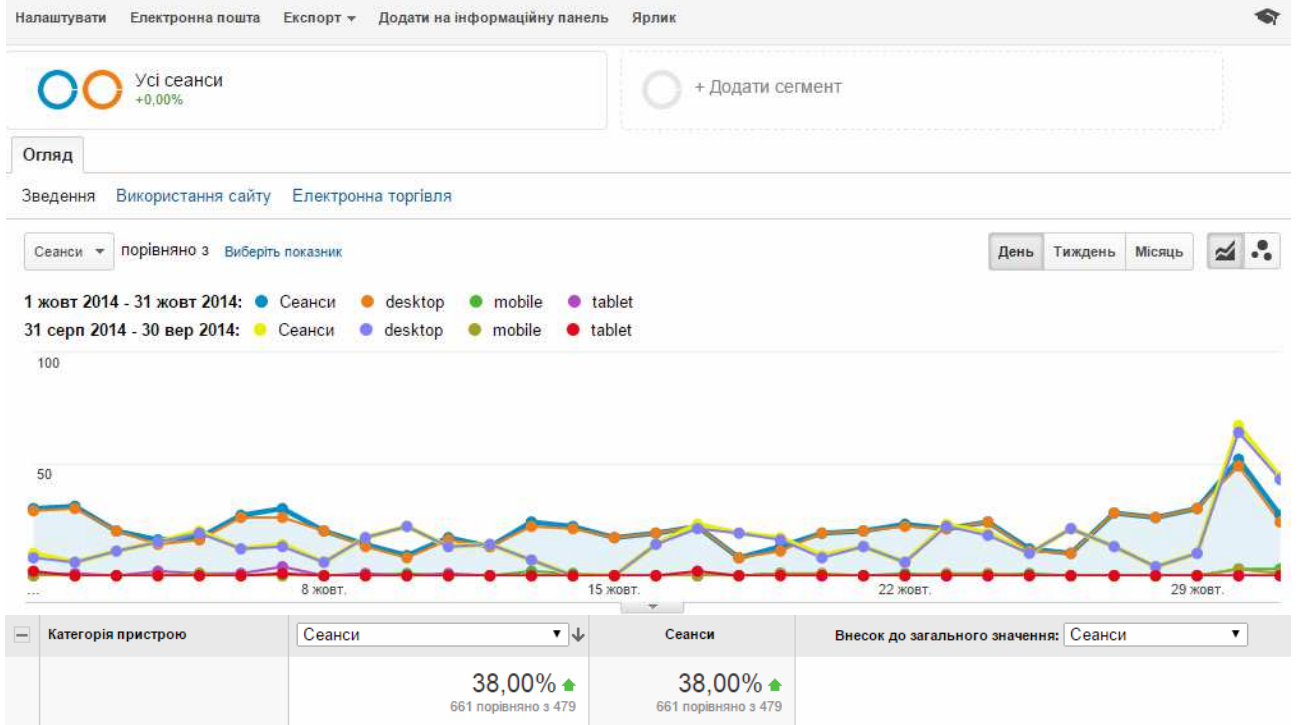 Налаштувати Електронна пошта Експорт Додати на інформаційну панель Ярлик
Усі сеанси
+0,00%
+ Додати сегмент
Огляд
Зведення Використання сайту Електронна торгівля
Сеанси порівняно з Виберіть показник День Тиждень Місяць
1 жовт 2014 - 31 жовт 2014: Сеанси desktop mobile tablet
31 серп 2014 - 30 вер 2014: Сеанси desktop mobile tablet
100
50
... 8 жовт. 15 жовт. 22 жовт. 29 жовт.
Категорія пристрою Сеанси Сеанси Внесок до загального значення: Сеанси
38,00% 38,00%
661 порівняно з 479 661 порівняно з 479